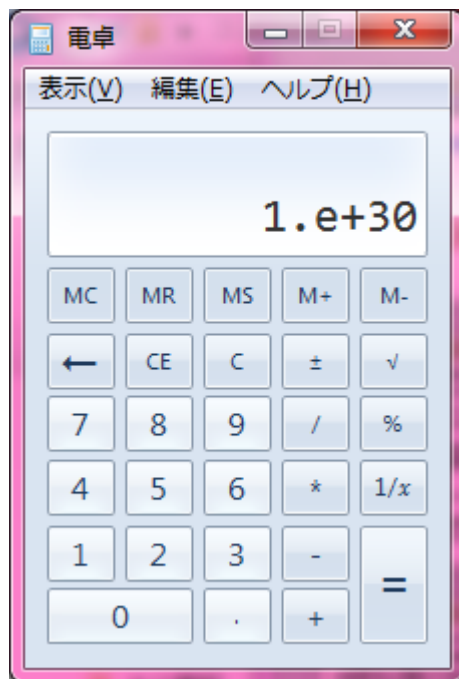 電卓
表示(V) 編集(E) ヘルプ(H)
1.e+30
MC MR MS M+ M-
← CE C ± √
7 8 9 / %
4 5 6 * 1/x
1 2 3 - =
0 . +